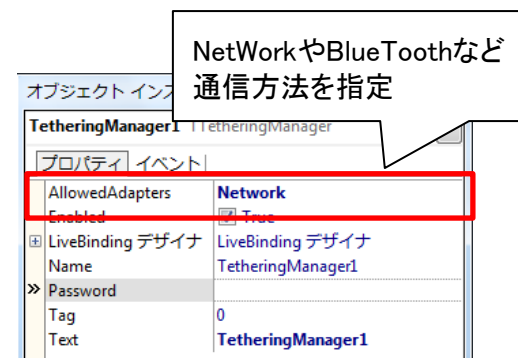 NetWorkやBlueToothなど
通信方法を指定
オブジェクト インス
TetheringManager1 TTetheringManager
プロパティ イベント
AllowedAdapters Network
Enabled True
LiveBinding デザイナ LiveBinding デザイナ
Name TetheringManager1
Password
Tag 0
Text TetheringManager1